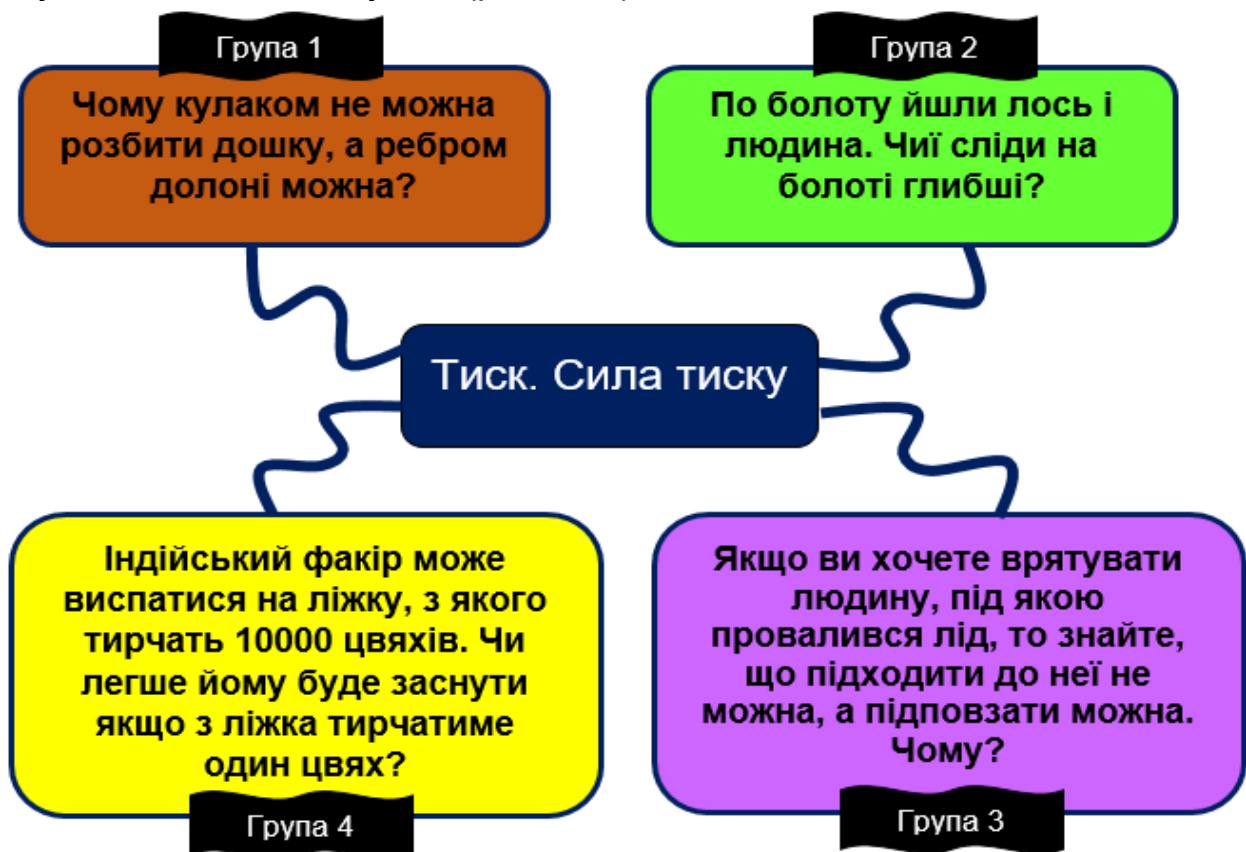 Група 1
Чому кулаком не можна
розбити дошку, а ребром
долоні можна?
Група 2
По болоту йшли лось і
людина. Чиї сліди на
болоті глибші?
Тиск. Сила тиску
Індійський факір може
виспатися на ліжку, з якого
тирчать 10000 цвяхів. Чи
легше йому буде заснути
якщо з ліжка тирчатиме
один цвях?
Група 4
Якщо ви хочете врятувати
людину, під якою
провалився лід, то знайте,
що підходити до неї не
можна, а підповзати можна.
Чому?
Група 3